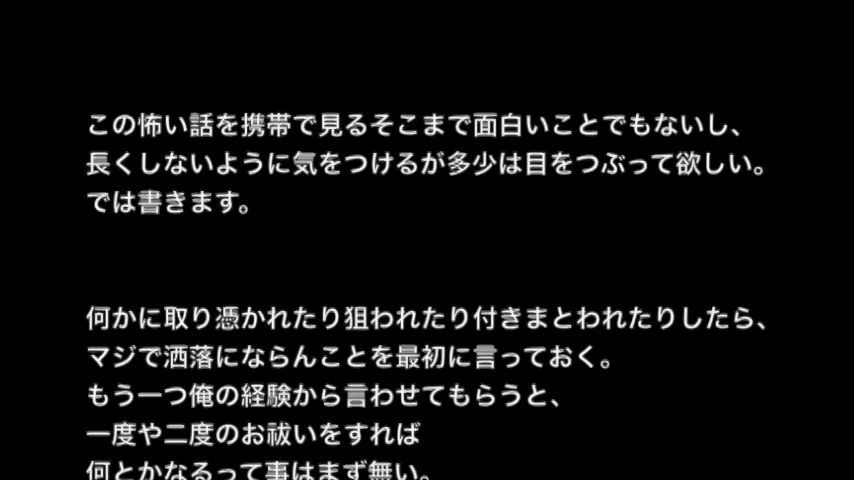 この怖い話を携帯で見るそこまで面白いことでもないし、
長くしないように気をつけるが多少は目をつぶって欲しい。
では書きます。
何かに取り憑かれたり狙われたり付きまとわれたりしたら、
マジで洒落にならんことを最初に言っておく。
もう一つ俺の経験から言わせてもらうと、
一度や二度のお祓いをすれば
何とかなるって事はまず無い。